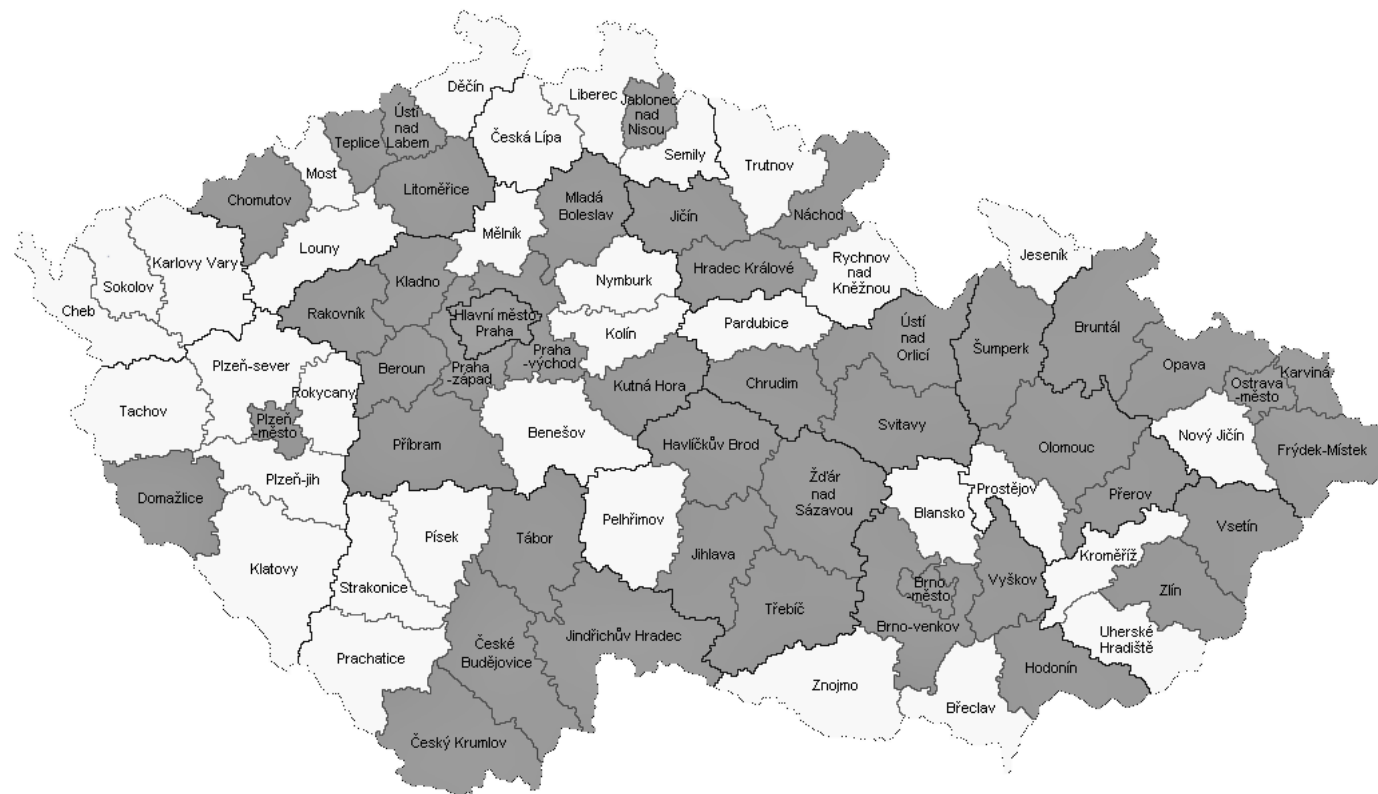 Děčín
Liberec
Jablonec
nad
Nisou
Ústí
nad
Labem
Teplice
Česká Lípa
Semily
Trutnov
Most
Litoměřice
Chomutov
Mladá
Boleslav
Jičín
Náchod
Mělník
Louny
Karlovy Vary
Sokolov
Cheb
Nymburk
Hradec Králové
Rychnov
nad
Kněžnou
Jeseník
Kladno
Rakovník
Hlavní město
Praha
Kolín
Pardubice
Ústí
nad
Orlicí
Šumperk
Bruntál
Opava
Karviná
Ostrava
-město
Plzeň-sever
Rokycany
Beroun
Praha
-západ
Praha
-východ
Kutná Hora
Chrudim
Tachov
Plzeň
-město
Příbram
Benešov
Havlíčkův Brod
Svitavy
Olomouc
Nový Jičín
Frýdek-Místek
Domažlice
Plzeň-jih
Žďár
nad
Sázavou
Prostějov
Přerov
Blansko
Vsetín
Klatovy
Písek
Tábor
Pelhřimov
Jihlava
Kroměříž
Strakonice
Brno
-město
Vyškov
Zlín
Třebíč
Brno-venkov
Prachatice
České
Budějovice
Jindřichův Hradec
Uherské
Hradiště
Hodonín
Znojmo
Břeclav
Český Krumlov